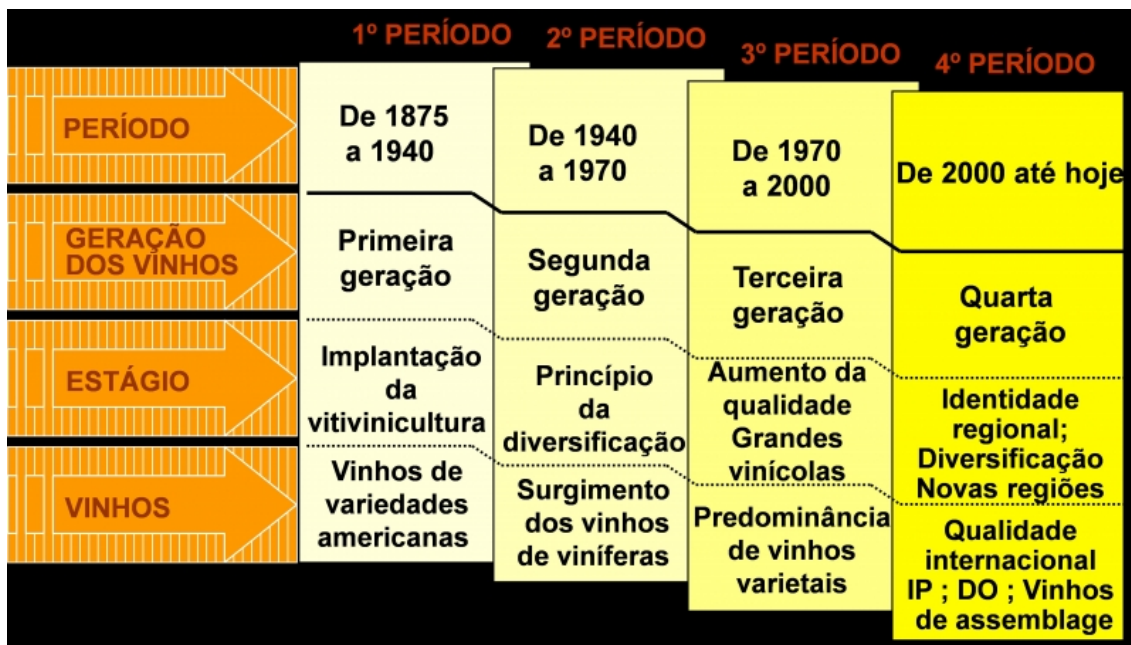 1º PERÍODO
2º PERÍODO
3º PERÍODO
4º PERÍODO
PERÍODO
De 1875
a 1940
De 1940
a 1970
De 1970
a 2000
De 2000 até hoje
GERAÇÃO
DOS VINHOS
Primeira
geração
Segunda
geração
Terceira
geração
Quarta
geração
ESTÁGIO
Implantação
da
vitivinicultura
Princípio
da
diversificação
Aumento da
qualidade
Grandes
vinícolas
Identidade
regional;
Diversificação
Novas regiões
VINHOS
Vinhos de
variedades
americanas
Surgimento
dos vinhos
de viníferas
Predominância
de vinhos
varietais
Qualidade
internacional
IP ; DO ; Vinhos
de assemblage